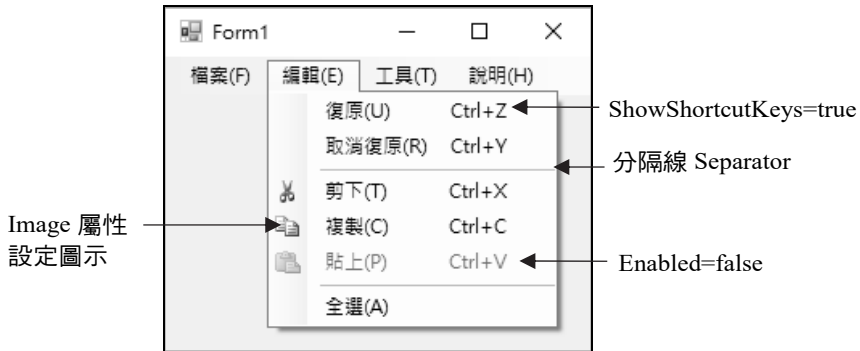 Form1
檔案(F) 編輯(E) 工具(T) 說明(H)
復原(U) Ctrl+Z
ShowShortcutKeys=true
取消復原(R) Ctrl+Y
分隔線 Separator
剪下(T) Ctrl+X
Image 屬性
設定圖示
複製(C) Ctrl+C
貼上(P) Ctrl+V
Enabled=false
全選(A)